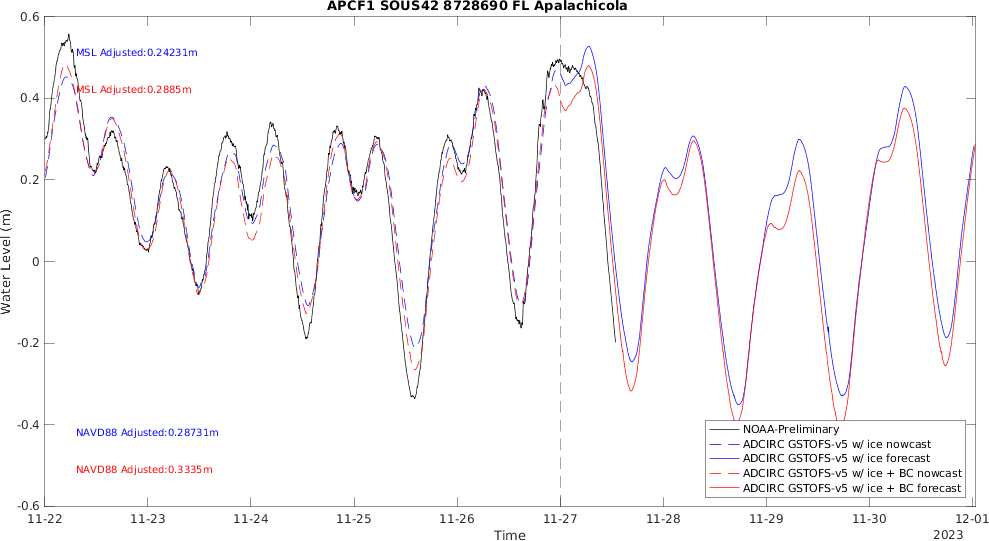 APCF1 SOUS42 8728690 FL Apalachicola
0.6
MSL Adjusted:0.24231m
MSL Adjusted:0.2885m
0.4
0.2
0
-0.2
-0.4
-0.6
Water Level (m)
NAVD88 Adjusted:0.28731m
NAVD88 Adjusted:0.3335m
NOAA-Preliminary
ADCIRC GSTOFS-v5 w/ ice nowcast
ADCIRC GSTOFS-v5 w/ ice forecast
ADCIRC GSTOFS-v5 w/ ice + BC nowcast
ADCIRC GSTOFS-v5 w/ ice + BC forecast
11-22 11-23 11-24 11-25 11-26 11-27 11-28 11-29 11-30 12-01
Time
2023